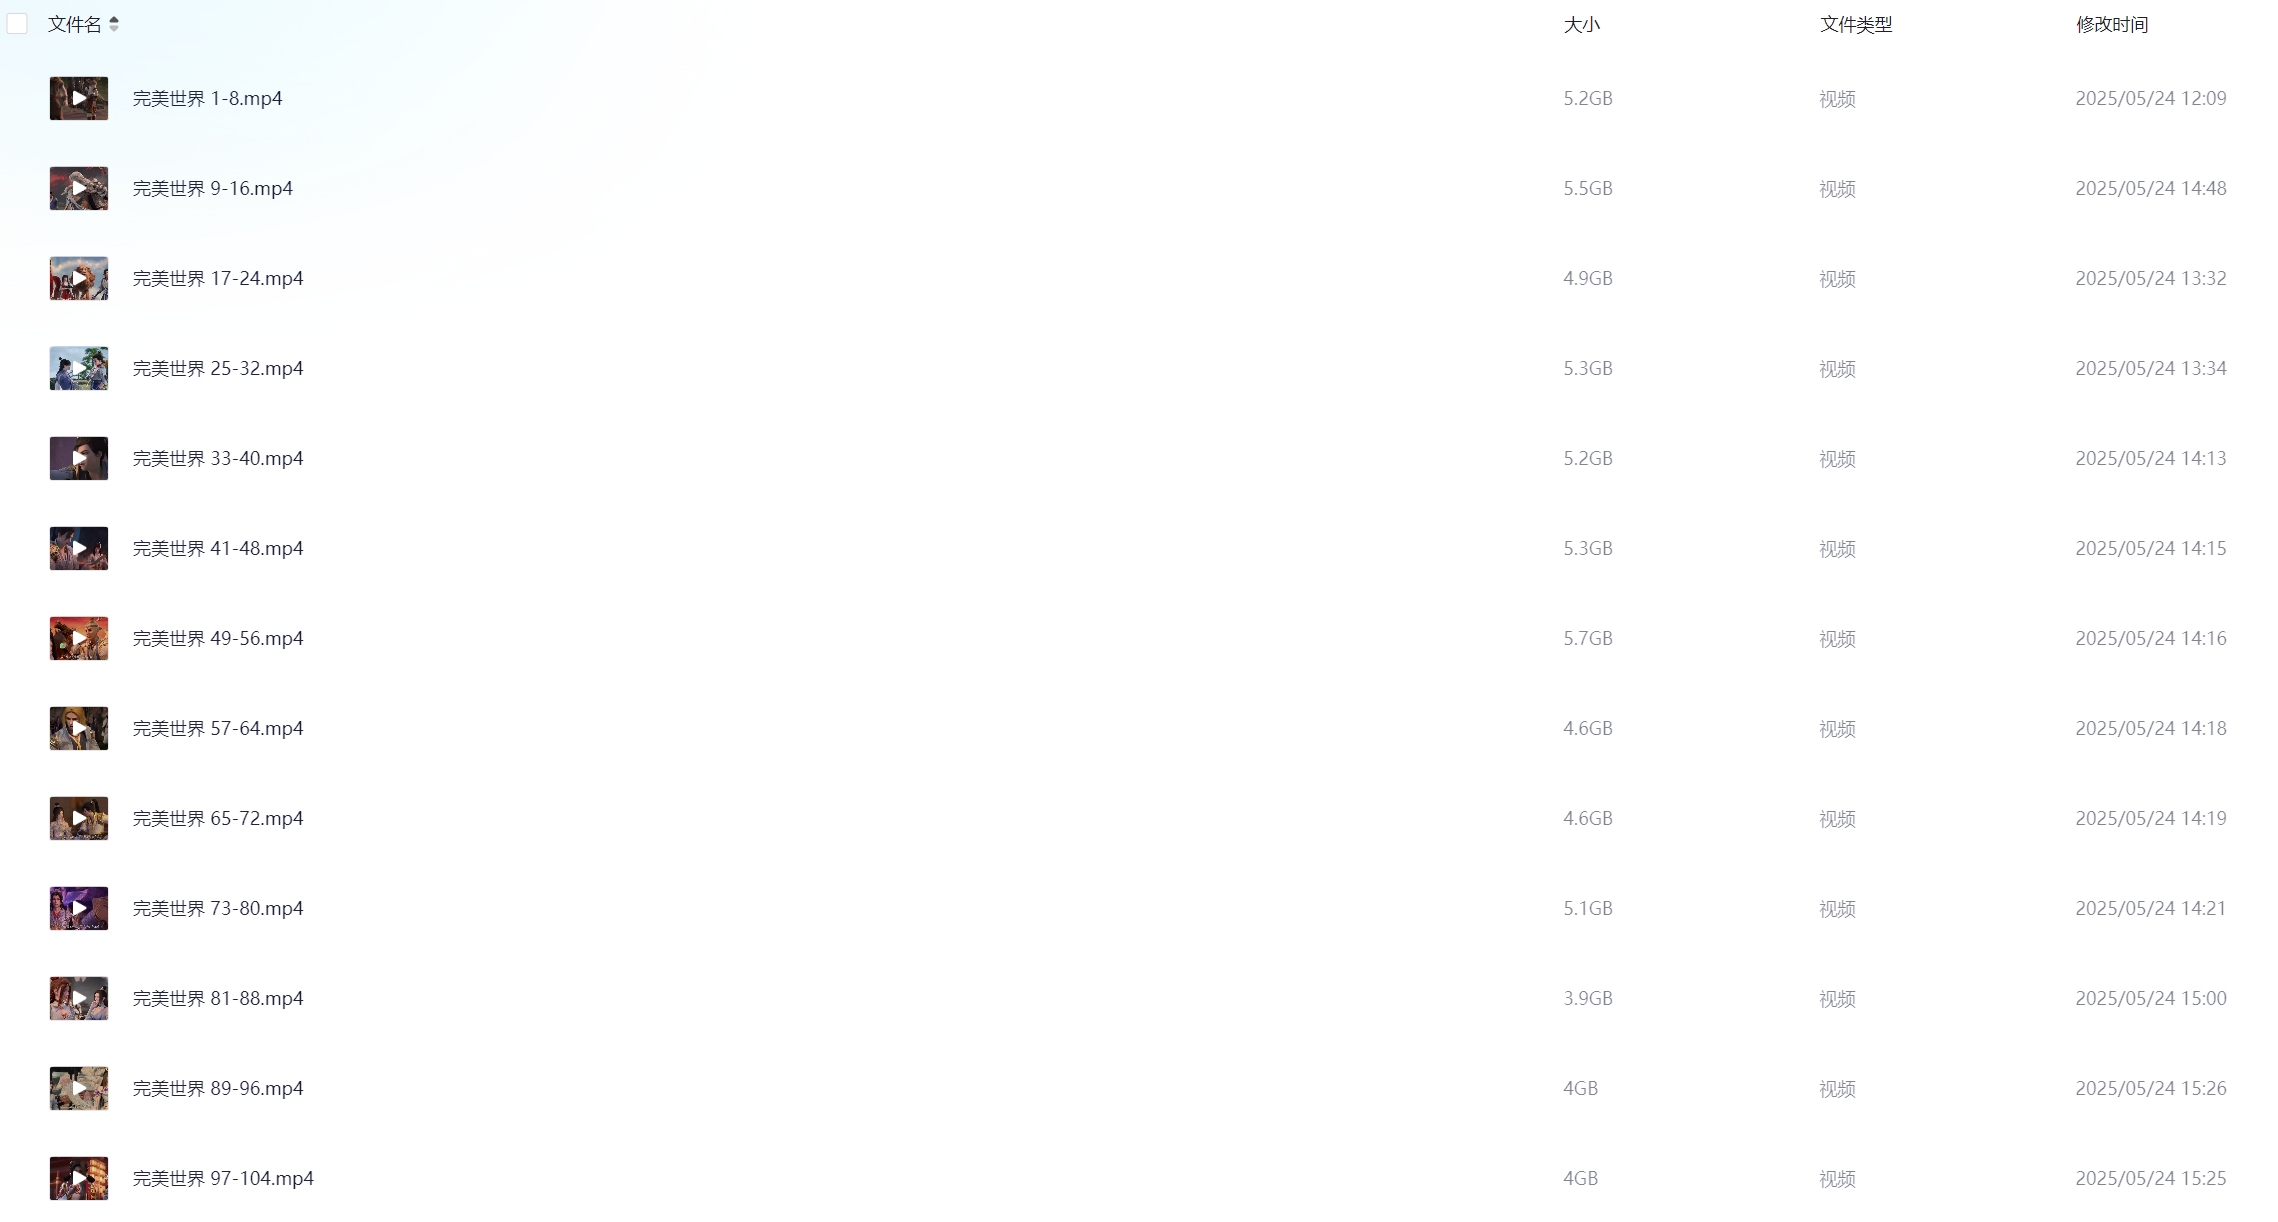 文件名 大小 文件类型 修改时间
完美世界 1-8.mp4 5.2GB 视频 2025/05/24 12:09
完美世界 9-16.mp4 5.5GB 视频 2025/05/24 14:48
完美世界 17-24.mp4 4.9GB 视频 2025/05/24 13:32
完美世界 25-32.mp4 5.3GB 视频 2025/05/24 13:34
完美世界 33-40.mp4 5.2GB 视频 2025/05/24 14:13
完美世界 41-48.mp4 5.3GB 视频 2025/05/24 14:15
完美世界 49-56.mp4 5.7GB 视频 2025/05/24 14:16
完美世界 57-64.mp4 4.6GB 视频 2025/05/24 14:18
完美世界 65-72.mp4 4.6GB 视频 2025/05/24 14:19
完美世界 73-80.mp4 5.1GB 视频 2025/05/24 14:21
完美世界 81-88.mp4 3.9GB 视频 2025/05/24 15:00
完美世界 89-96.mp4 4GB 视频 2025/05/24 15:26
完美世界 97-104.mp4 4GB 视频 2025/05/24 15:25